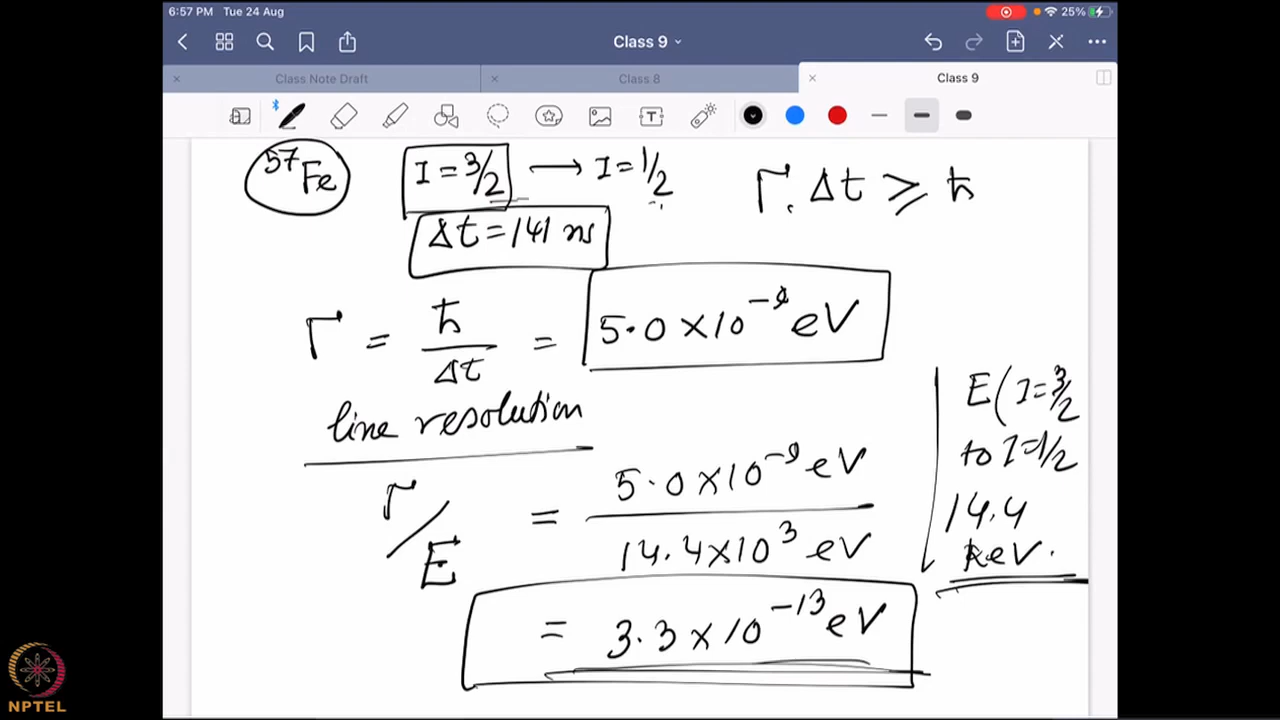 6:57 PM Tue 24 Aug
25%
Class 9
Class Note Draft
Class 8
Class 9
T
⁵⁷Fe
I = 3/2 → I = 1/2
Γ. Δt ⩾ ħ
Δt = 141 ns
Γ = ħ/Δt = 5.0 × 10⁻⁹ eV
line resolution
Γ/E = 5.0 × 10⁻⁹ eV / 14.4 × 10³ eV
= 3.3 × 10⁻¹³ eV
E(I = 3/2
to I = 1/2
14.4
keV.
NPTEL